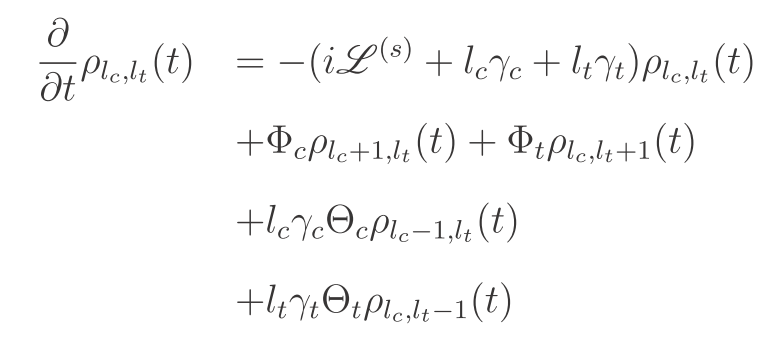 ∂/∂t ρ_{l_c,l_t}(t) = −(iℒ^{(s)} + l_cγ_c + l_tγ_t)ρ_{l_c,l_t}(t)
+Φ_cρ_{l_c+1,l_t}(t) + Φ_tρ_{l_c,l_t+1}(t)
+l_cγ_cΘ_cρ_{l_c−1,l_t}(t)
+l_tγ_tΘ_tρ_{l_c,l_t−1}(t)